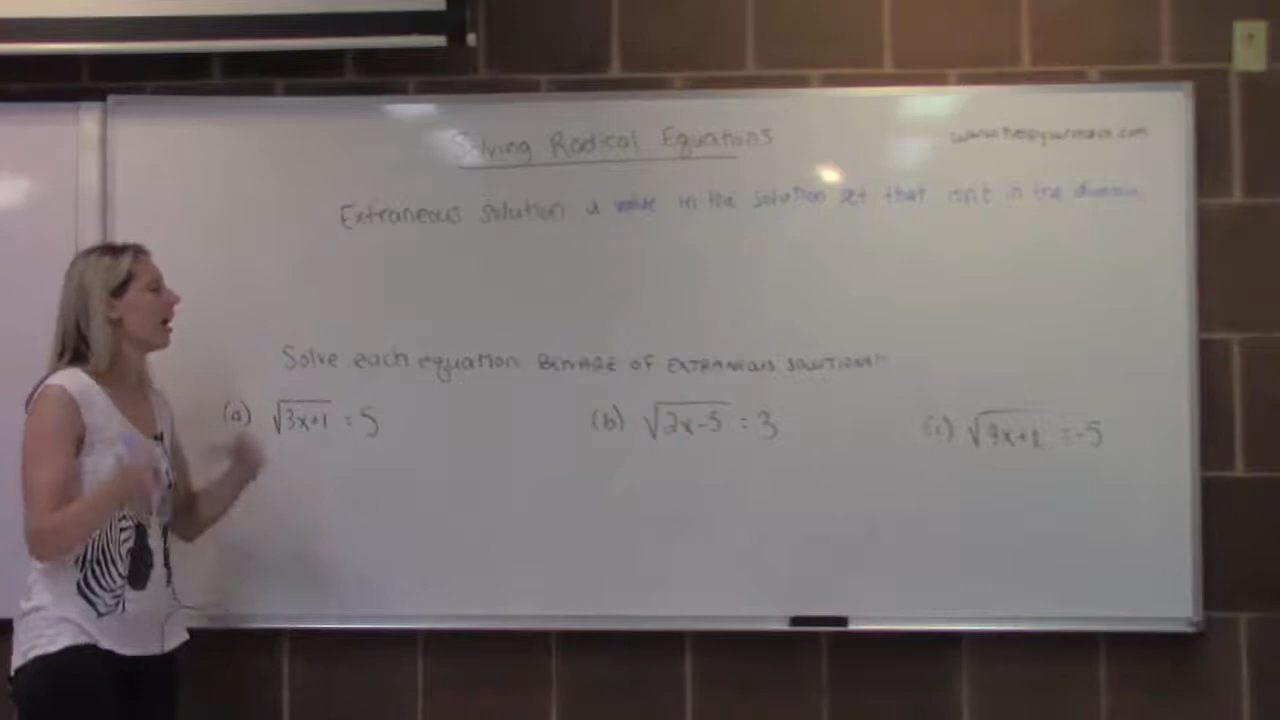 Solving Radical Equations
Extraneous solution a value in the solution set that isn't in the domain
Solve each equation BEWARE OF EXTRANEOUS SOLUTIONS!!
(a) √3x+1 = 5
(b) √2x-5 = 3
(c) = -5